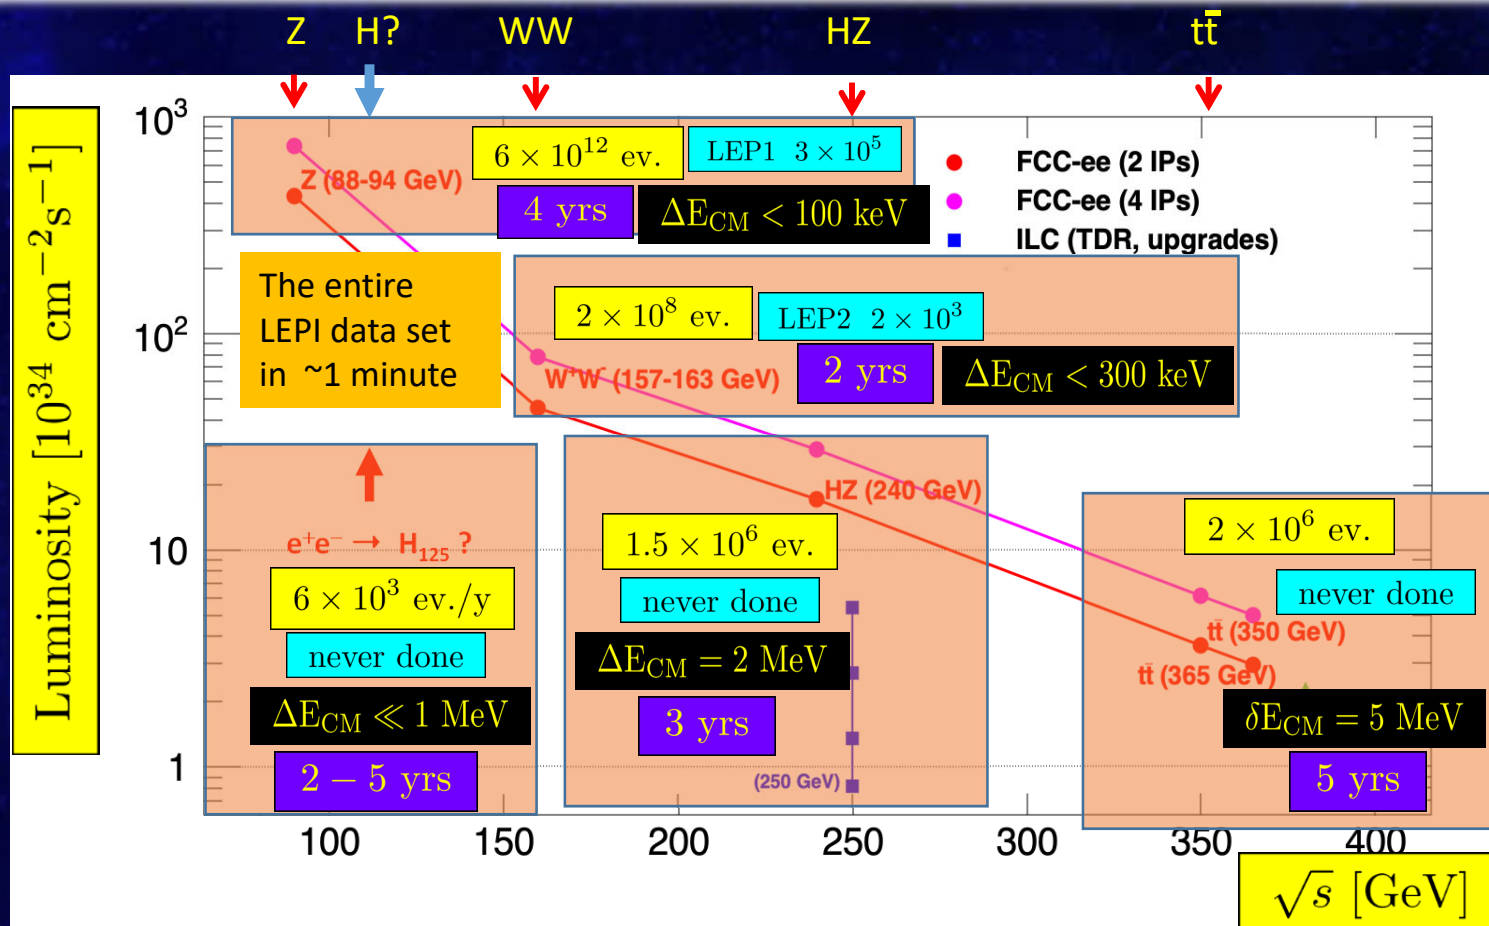 Z H? WW HZ tt̄
Luminosity [10³⁴ cm⁻²s⁻¹]
10³
10²
10
1
6 × 10¹² ev.
LEP1 3 × 10⁵
Z (88-94 GeV)
4 yrs
ΔE_CM < 100 keV
FCC-ee (2 IPs)
FCC-ee (4 IPs)
ILC (TDR, upgrades)
The entire
LEPI data set
in ~1 minute
2 × 10⁸ ev.
LEP2 2 × 10³
W⁺W⁻ (157-163 GeV)
2 yrs
ΔE_CM < 300 keV
e⁺e⁻ → H₁₂₅ ?
6 × 10³ ev./y
never done
ΔE_CM ≪ 1 MeV
2 − 5 yrs
HZ (240 GeV)
1.5 × 10⁶ ev.
never done
ΔE_CM = 2 MeV
3 yrs
(250 GeV)
2 × 10⁶ ev.
never done
tt̄ (350 GeV)
tt̄ (365 GeV)
δE_CM = 5 MeV
5 yrs
100 150 200 250 300 350 400
√s [GeV]